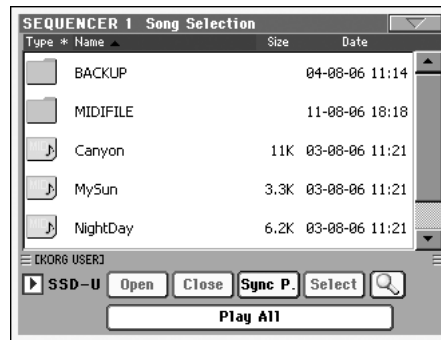 SEQUENCER 1 Song Selection
Type * Name Size Date
BACKUP 04-08-06 11:14
MIDIFILE 11-08-06 18:18
Canyon 11K 03-08-06 11:21
MySun 3.3K 03-08-06 11:21
NightDay 6.2K 03-08-06 11:21
[KORG USER]
SSD-U Open Close Sync P. Select
Play All